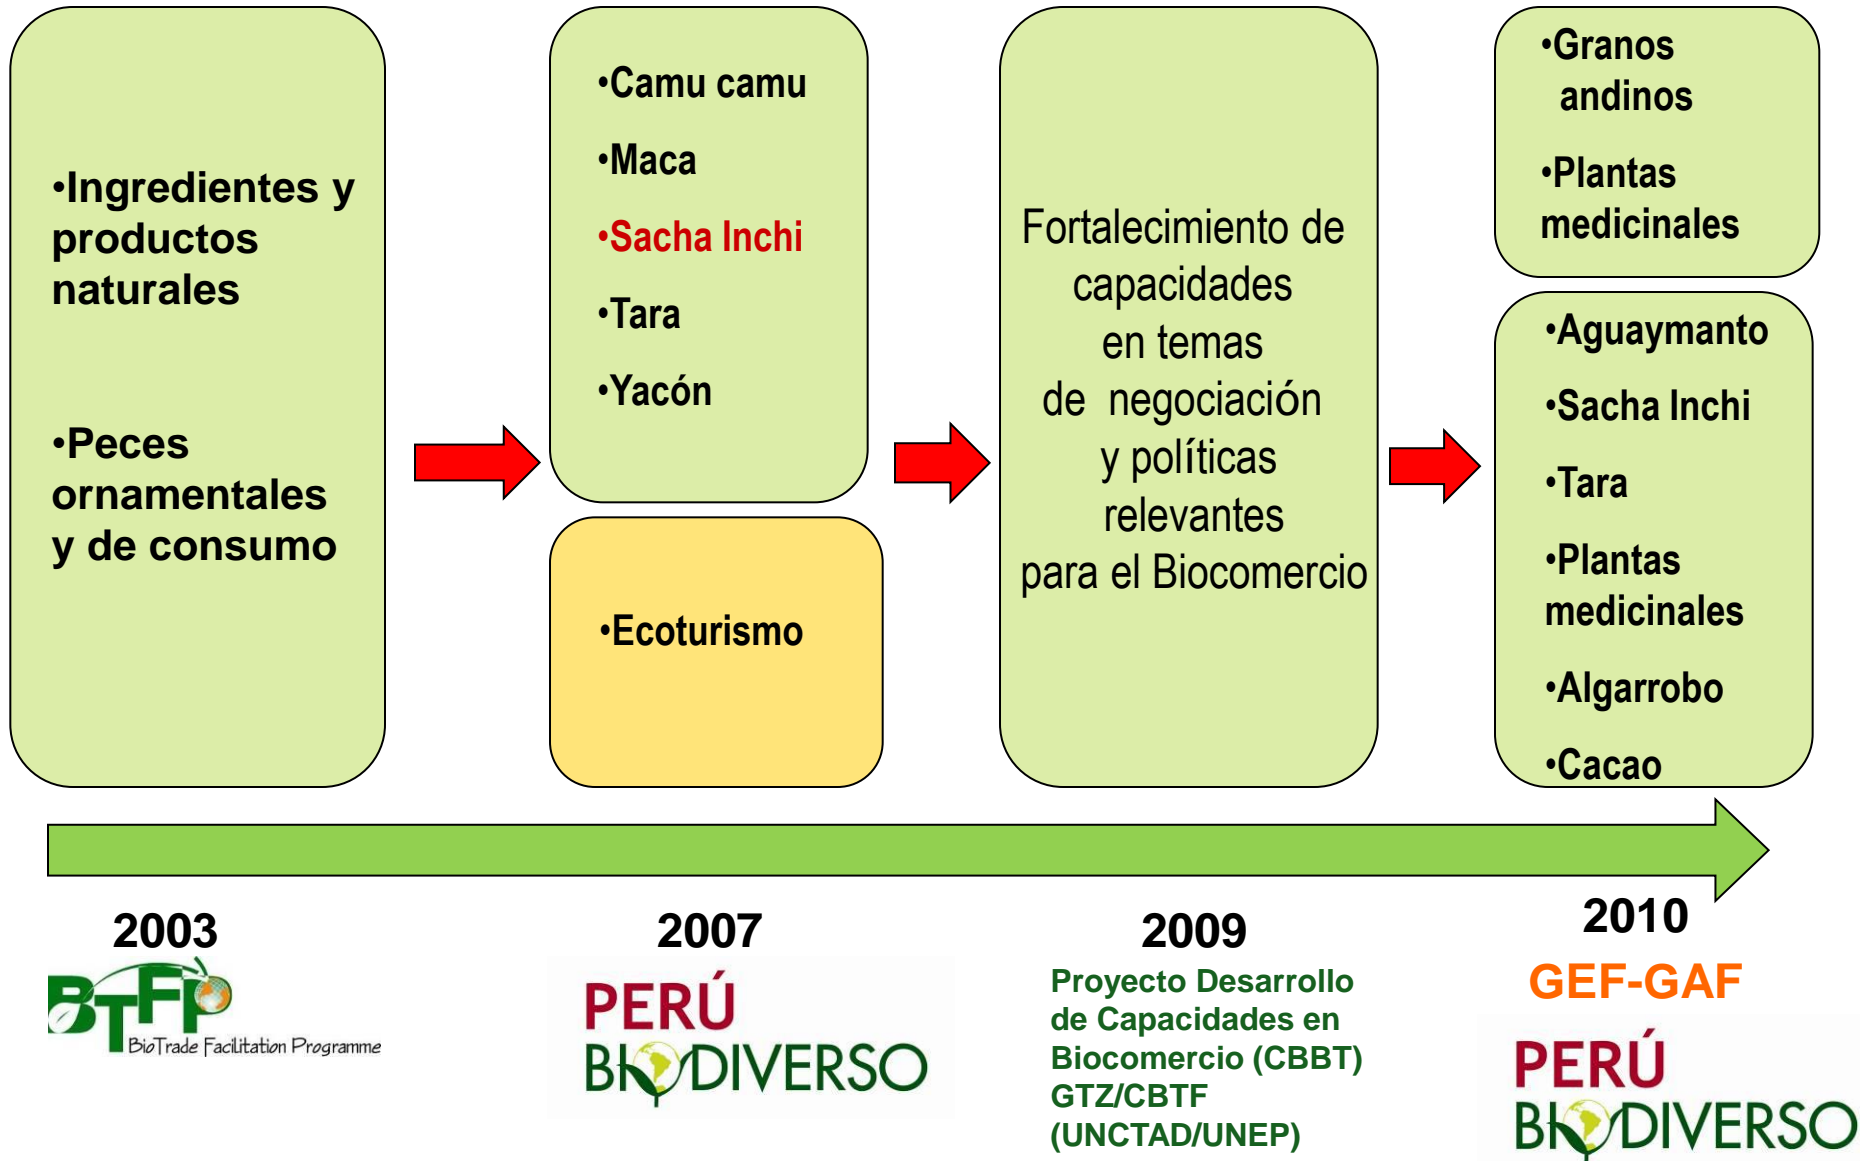 •Ingredientes y
productos
naturales
•Peces
ornamentales
y de consumo
•Camu camu
•Maca
•Sacha Inchi
•Tara
•Yacón
•Ecoturismo
Fortalecimiento de
capacidades
en temas
de negociación
y políticas
relevantes
para el Biocomercio
•Granos
andinos
•Plantas
medicinales
•Aguaymanto
•Sacha Inchi
•Tara
•Plantas
medicinales
•Algarrobo
•Cacao
2003
BTFP
BioTrade Facilitation Programme
2007
PERÚ
BIODIVERSO
2009
Proyecto Desarrollo
de Capacidades en
Biocomercio (CBBT)
GTZ/CBTF
(UNCTAD/UNEP)
2010
GEF-GAF
PERÚ
BIODIVERSO